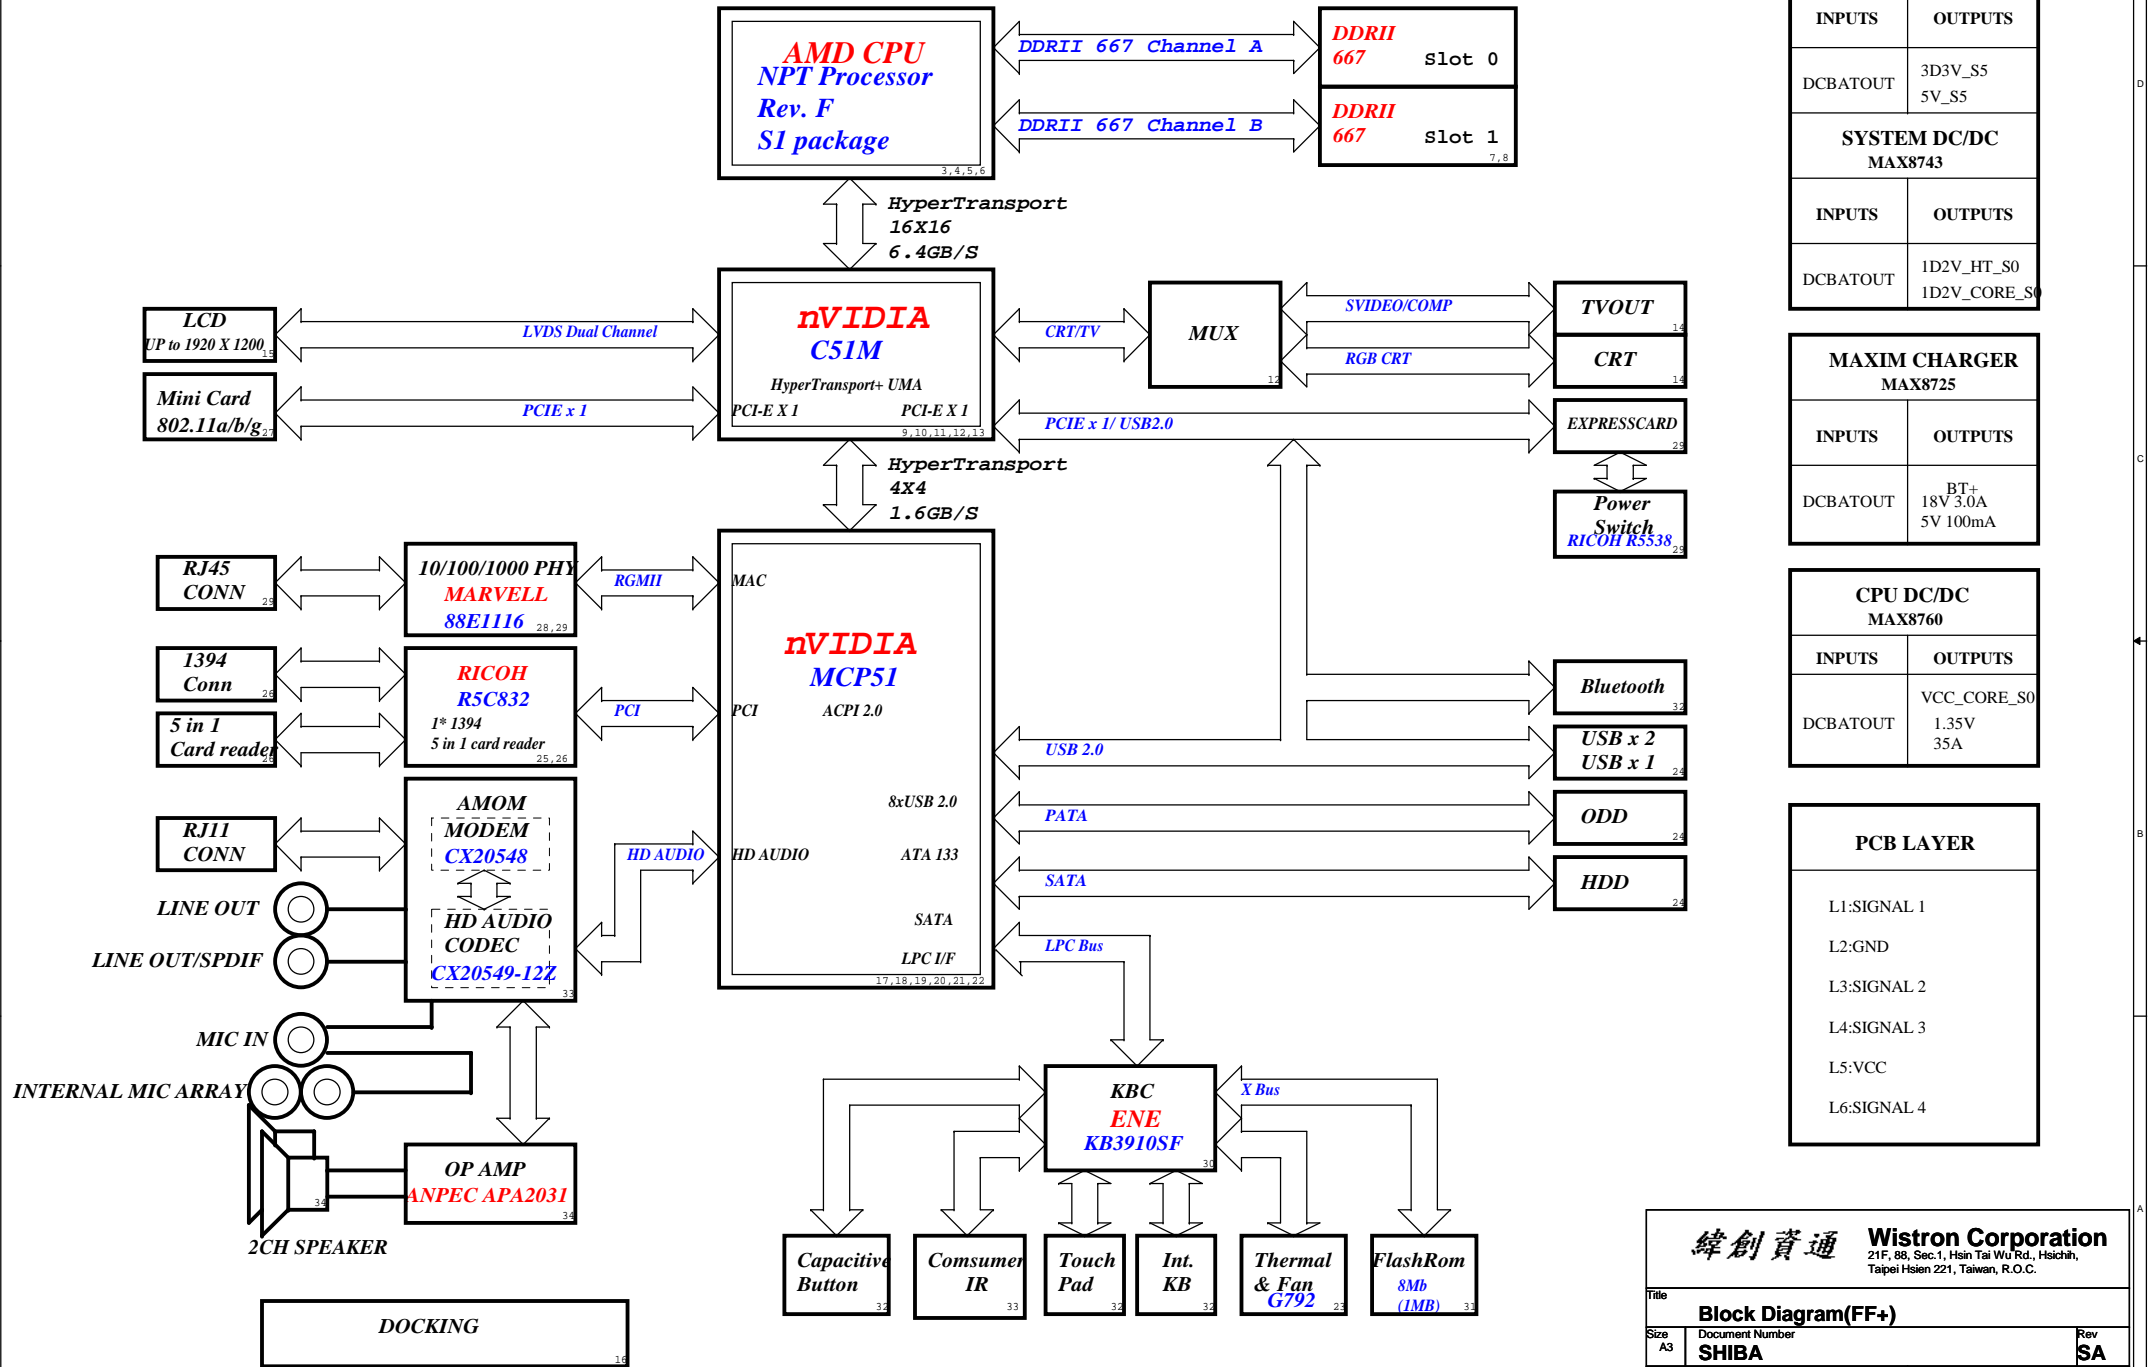 AMD CPU
NPT Processor
Rev. F
S1 package
3,4,5,6
DDRII 667 Channel A
DDRII 667 Channel B
DDRII
667 Slot 0
DDRII
667 Slot 1
7,8
HyperTransport
16X16
6.4GB/S
nVIDIA
C51M
HyperTransport+ UMA
PCI-E X 1 PCI-E X 1
9,10,11,12,13
LCD
UP to 1920 X 1200
15
LVDS Dual Channel
Mini Card
802.11a/b/g
27
PCIE x 1
CRT/TV
MUX
12
SVIDEO/COMP
RGB CRT
TVOUT
14
CRT
14
PCIE x 1/ USB2.0
EXPRESSCARD
29
Power
Switch
RICOH R5538
29
HyperTransport
4X4
1.6GB/S
RJ45
CONN
29
10/100/1000 PHY
MARVELL
88E1116
28,29
RGMII
MAC
1394
Conn
26
5 in 1
Card reader
26
RICOH
R5C832
1* 1394
5 in 1 card reader
25,26
PCI
PCI
nVIDIA
MCP51
ACPI 2.0
8xUSB 2.0
HD AUDIO
ATA 133
SATA
LPC I/F
17,18,19,20,21,22
Bluetooth
32
USB 2.0
USB x 2
USB x 1
24
PATA
ODD
24
SATA
HDD
24
LPC Bus
RJ11
CONN
AMOM
MODEM
CX20548
HD AUDIO
CODEC
CX20549-12Z
33
HD AUDIO
LINE OUT
LINE OUT/SPDIF
MIC IN
INTERNAL MIC ARRAY
34
2CH SPEAKER
OP AMP
ANPEC APA2031
34
KBC
ENE
KB3910SF
30
X Bus
Capacitive
Button
32
Comsumer
IR
33
Touch
Pad
32
Int.
KB
32
Thermal
& Fan
G792
23
FlashRom
8Mb
(1MB)
31
DOCKING
16
INPUTS OUTPUTS
DCBATOUT 3D3V_S5
5V_S5
SYSTEM DC/DC
MAX8743
INPUTS OUTPUTS
DCBATOUT 1D2V_HT_S0
1D2V_CORE_S0
MAXIM CHARGER
MAX8725
INPUTS OUTPUTS
DCBATOUT BT+
18V 3.0A
5V 100mA
CPU DC/DC
MAX8760
INPUTS OUTPUTS
DCBATOUT VCC_CORE_S0
1.35V
35A
PCB LAYER
L1:SIGNAL 1
L2:GND
L3:SIGNAL 2
L4:SIGNAL 3
L5:VCC
L6:SIGNAL 4
D
C
B
A
緯創資通 Wistron Corporation
21F, 88, Sec.1, Hsin Tai Wu Rd., Hsichih,
Taipei Hsien 221, Taiwan, R.O.C.
Title
Block Diagram(FF+)
Size Document Number Rev
A3 SHIBA SA